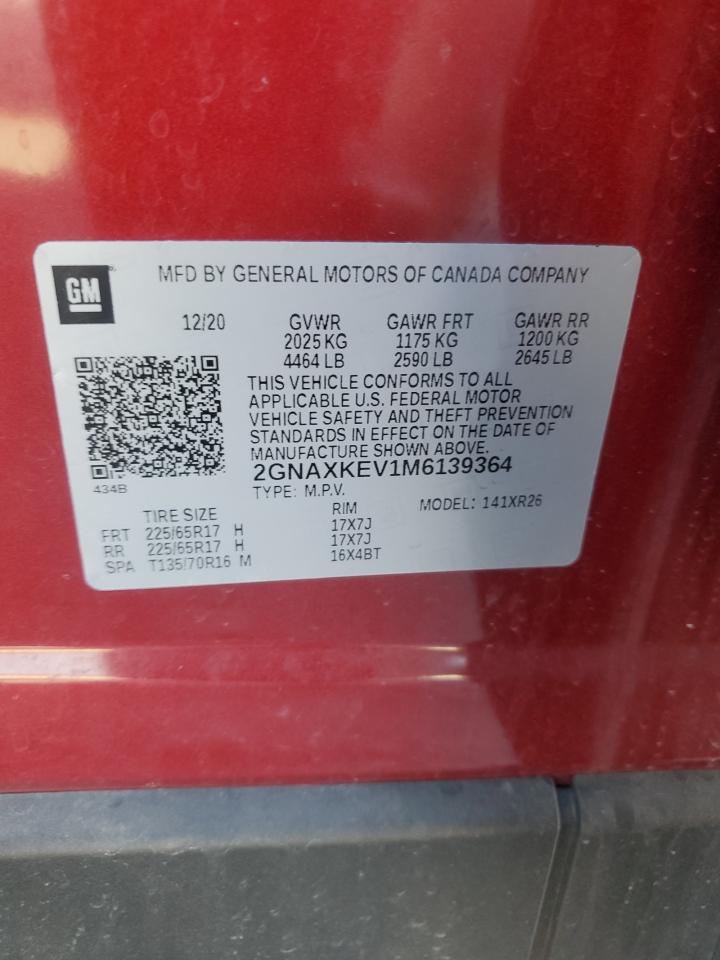 GM
MFD BY GENERAL MOTORS OF CANADA COMPANY
12/20 GVWR GAWR FRT GAWR RR
2025 KG 1175 KG 1200 KG
4464 LB 2590 LB 2645 LB
THIS VEHICLE CONFORMS TO ALL
APPLICABLE U.S. FEDERAL MOTOR
VEHICLE SAFETY AND THEFT PREVENTION
STANDARDS IN EFFECT ON THE DATE OF
MANUFACTURE SHOWN ABOVE.
2GNAXKEV1M6139364
434B
TYPE: M.P.V. MODEL: 141XR26
TIRE SIZE RIM
FRT 225/65R17 H 17X7J
RR 225/65R17 H 17X7J
SPA T135/70R16 M 16X4BT